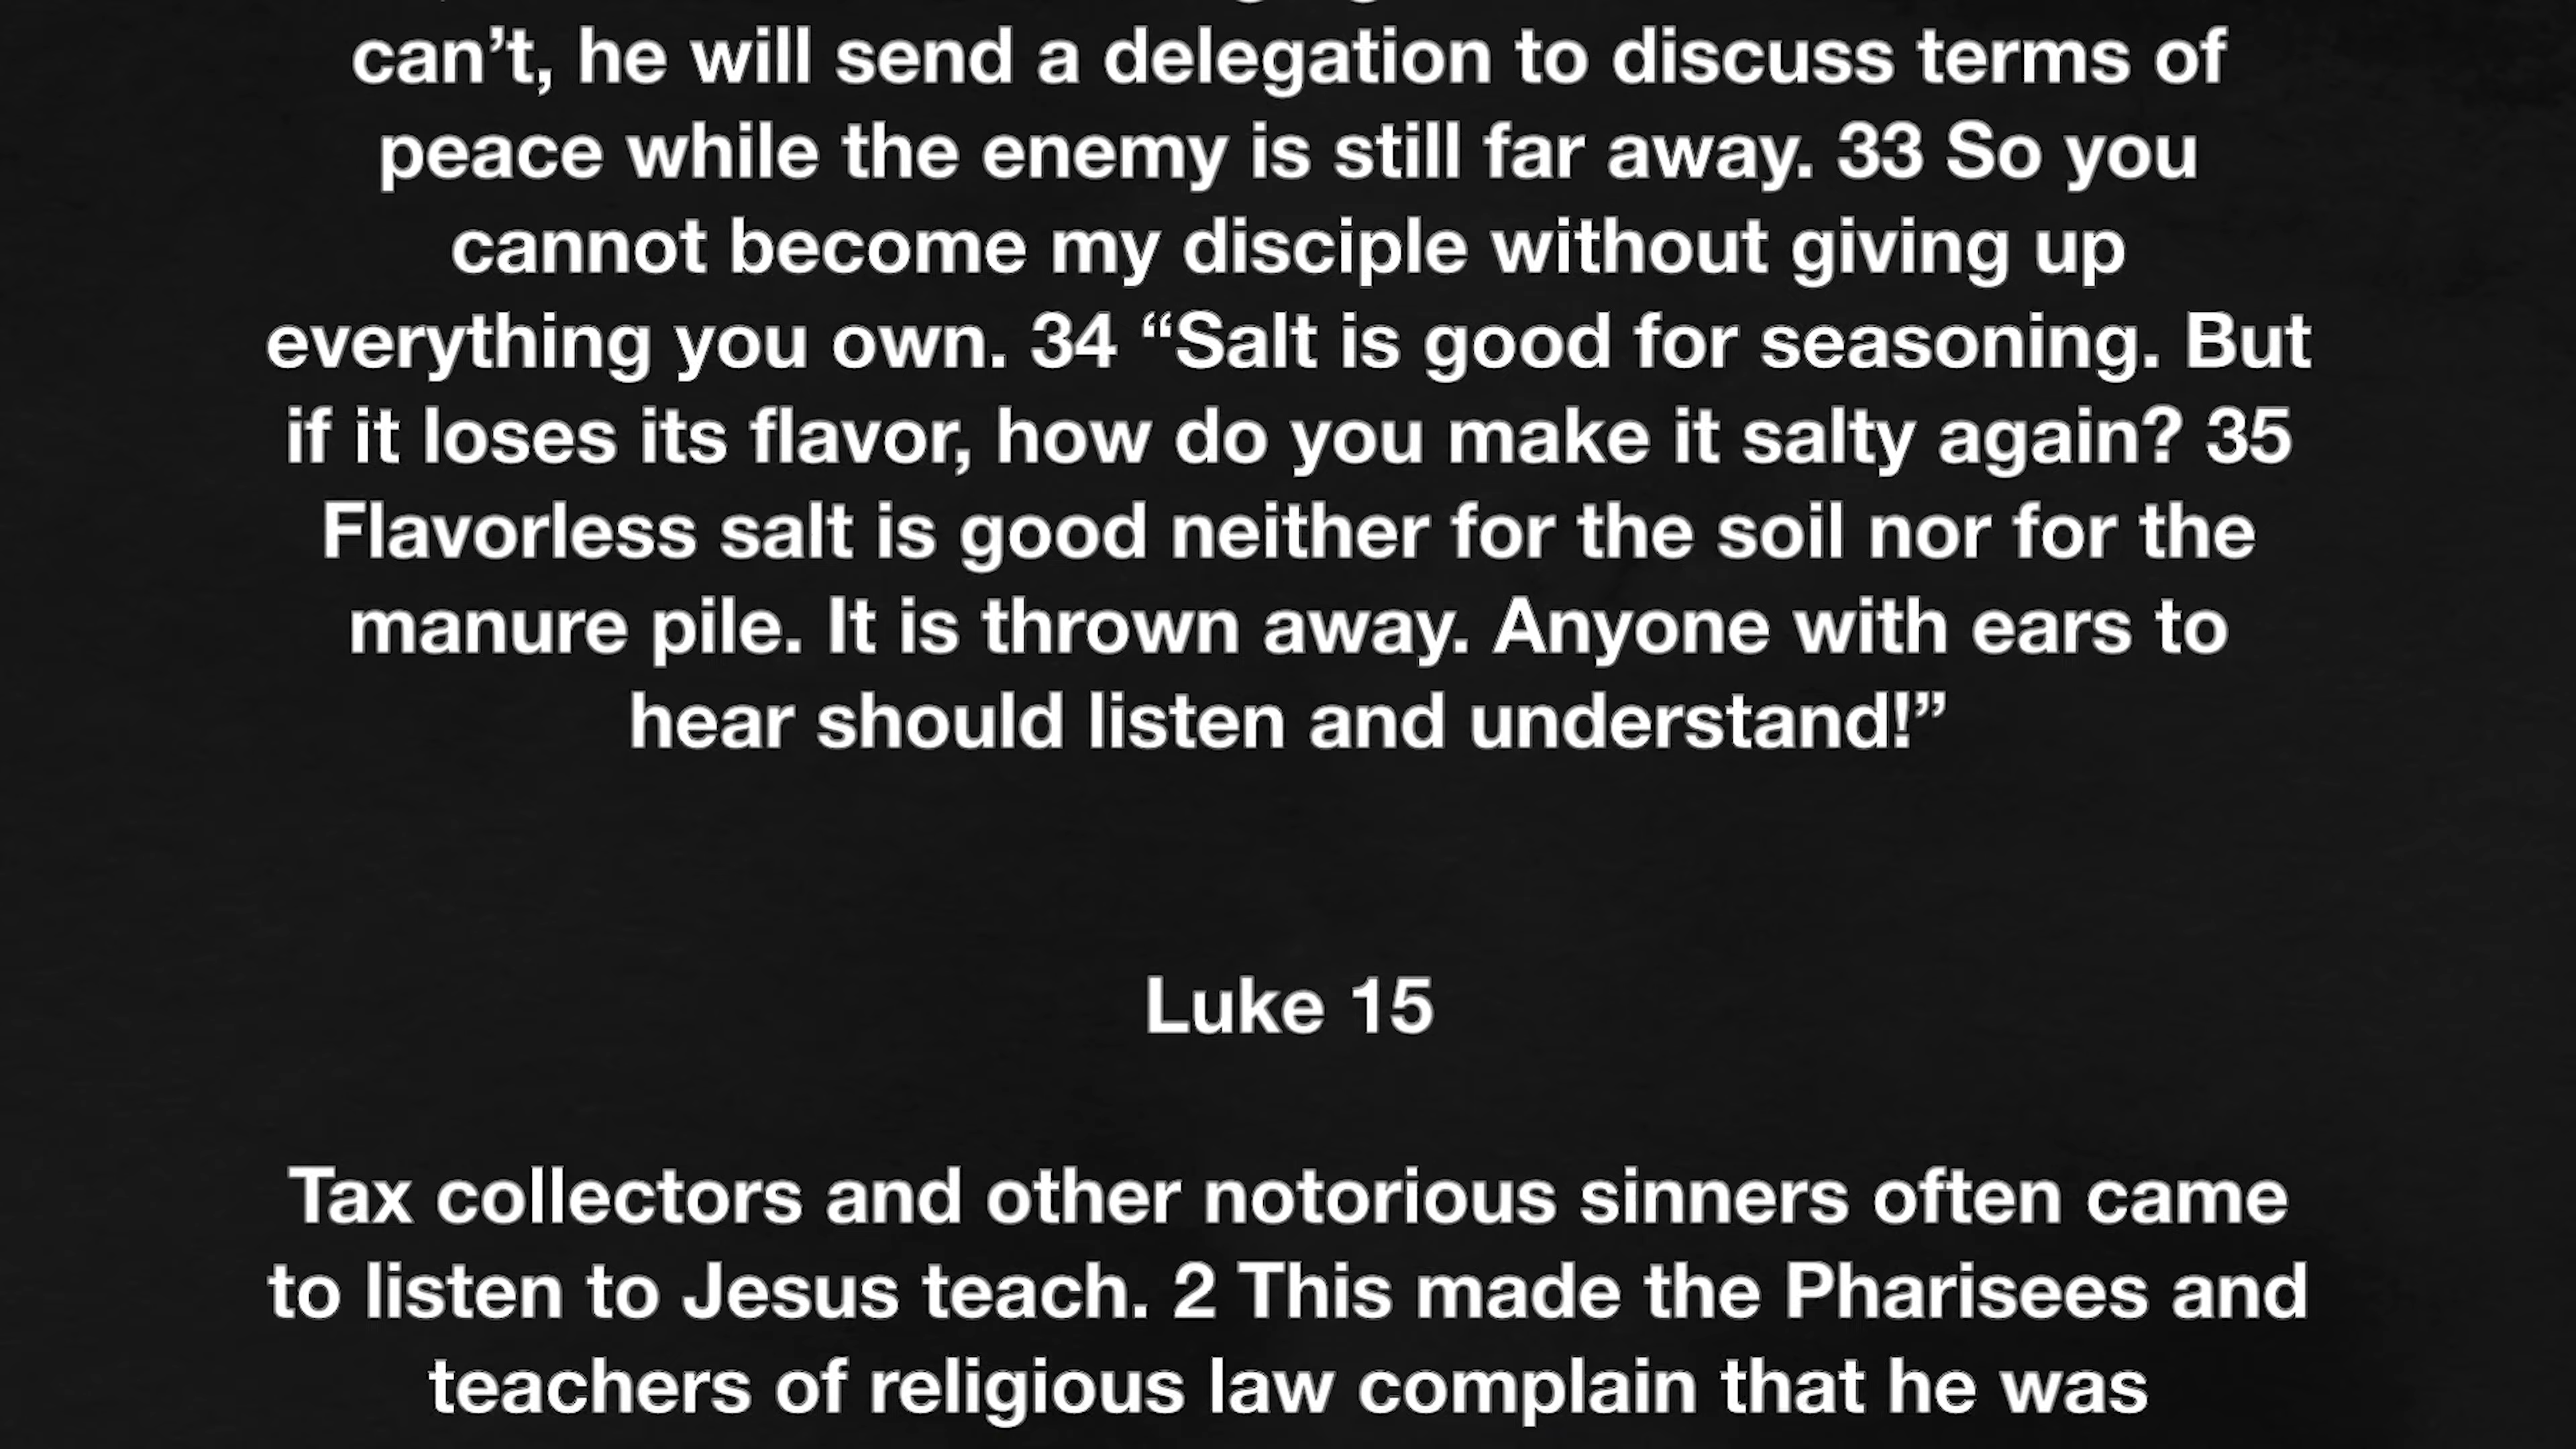 can’t, he will send a delegation to discuss terms of
peace while the enemy is still far away. 33 So you
cannot become my disciple without giving up
everything you own. 34 “Salt is good for seasoning. But
if it loses its flavor, how do you make it salty again? 35
Flavorless salt is good neither for the soil nor for the
manure pile. It is thrown away. Anyone with ears to
hear should listen and understand!”
Luke 15
Tax collectors and other notorious sinners often came
to listen to Jesus teach. 2 This made the Pharisees and
teachers of religious law complain that he was